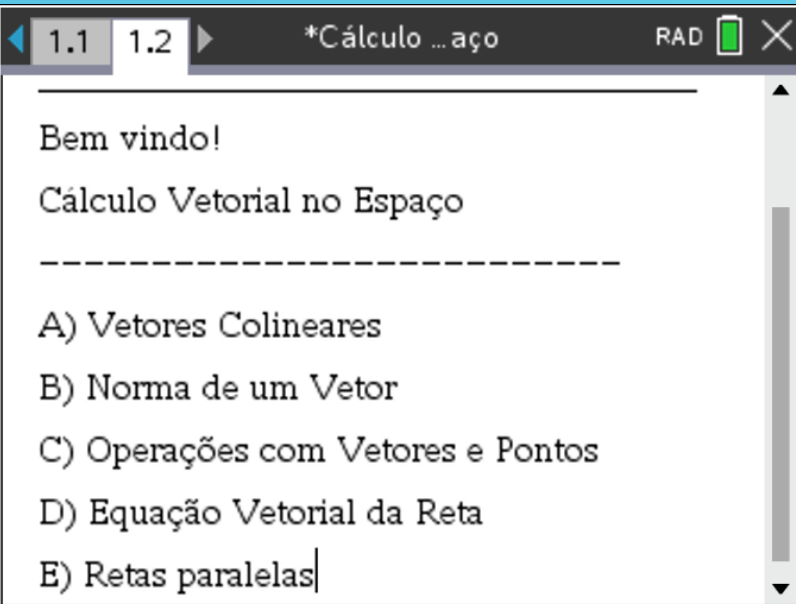 1.1 1.2 *Cálculo ...aço RAD
Bem vindo!
Cálculo Vetorial no Espaço
--------------------------
A) Vetores Colineares
B) Norma de um Vetor
C) Operações com Vetores e Pontos
D) Equação Vetorial da Reta
E) Retas paralelas